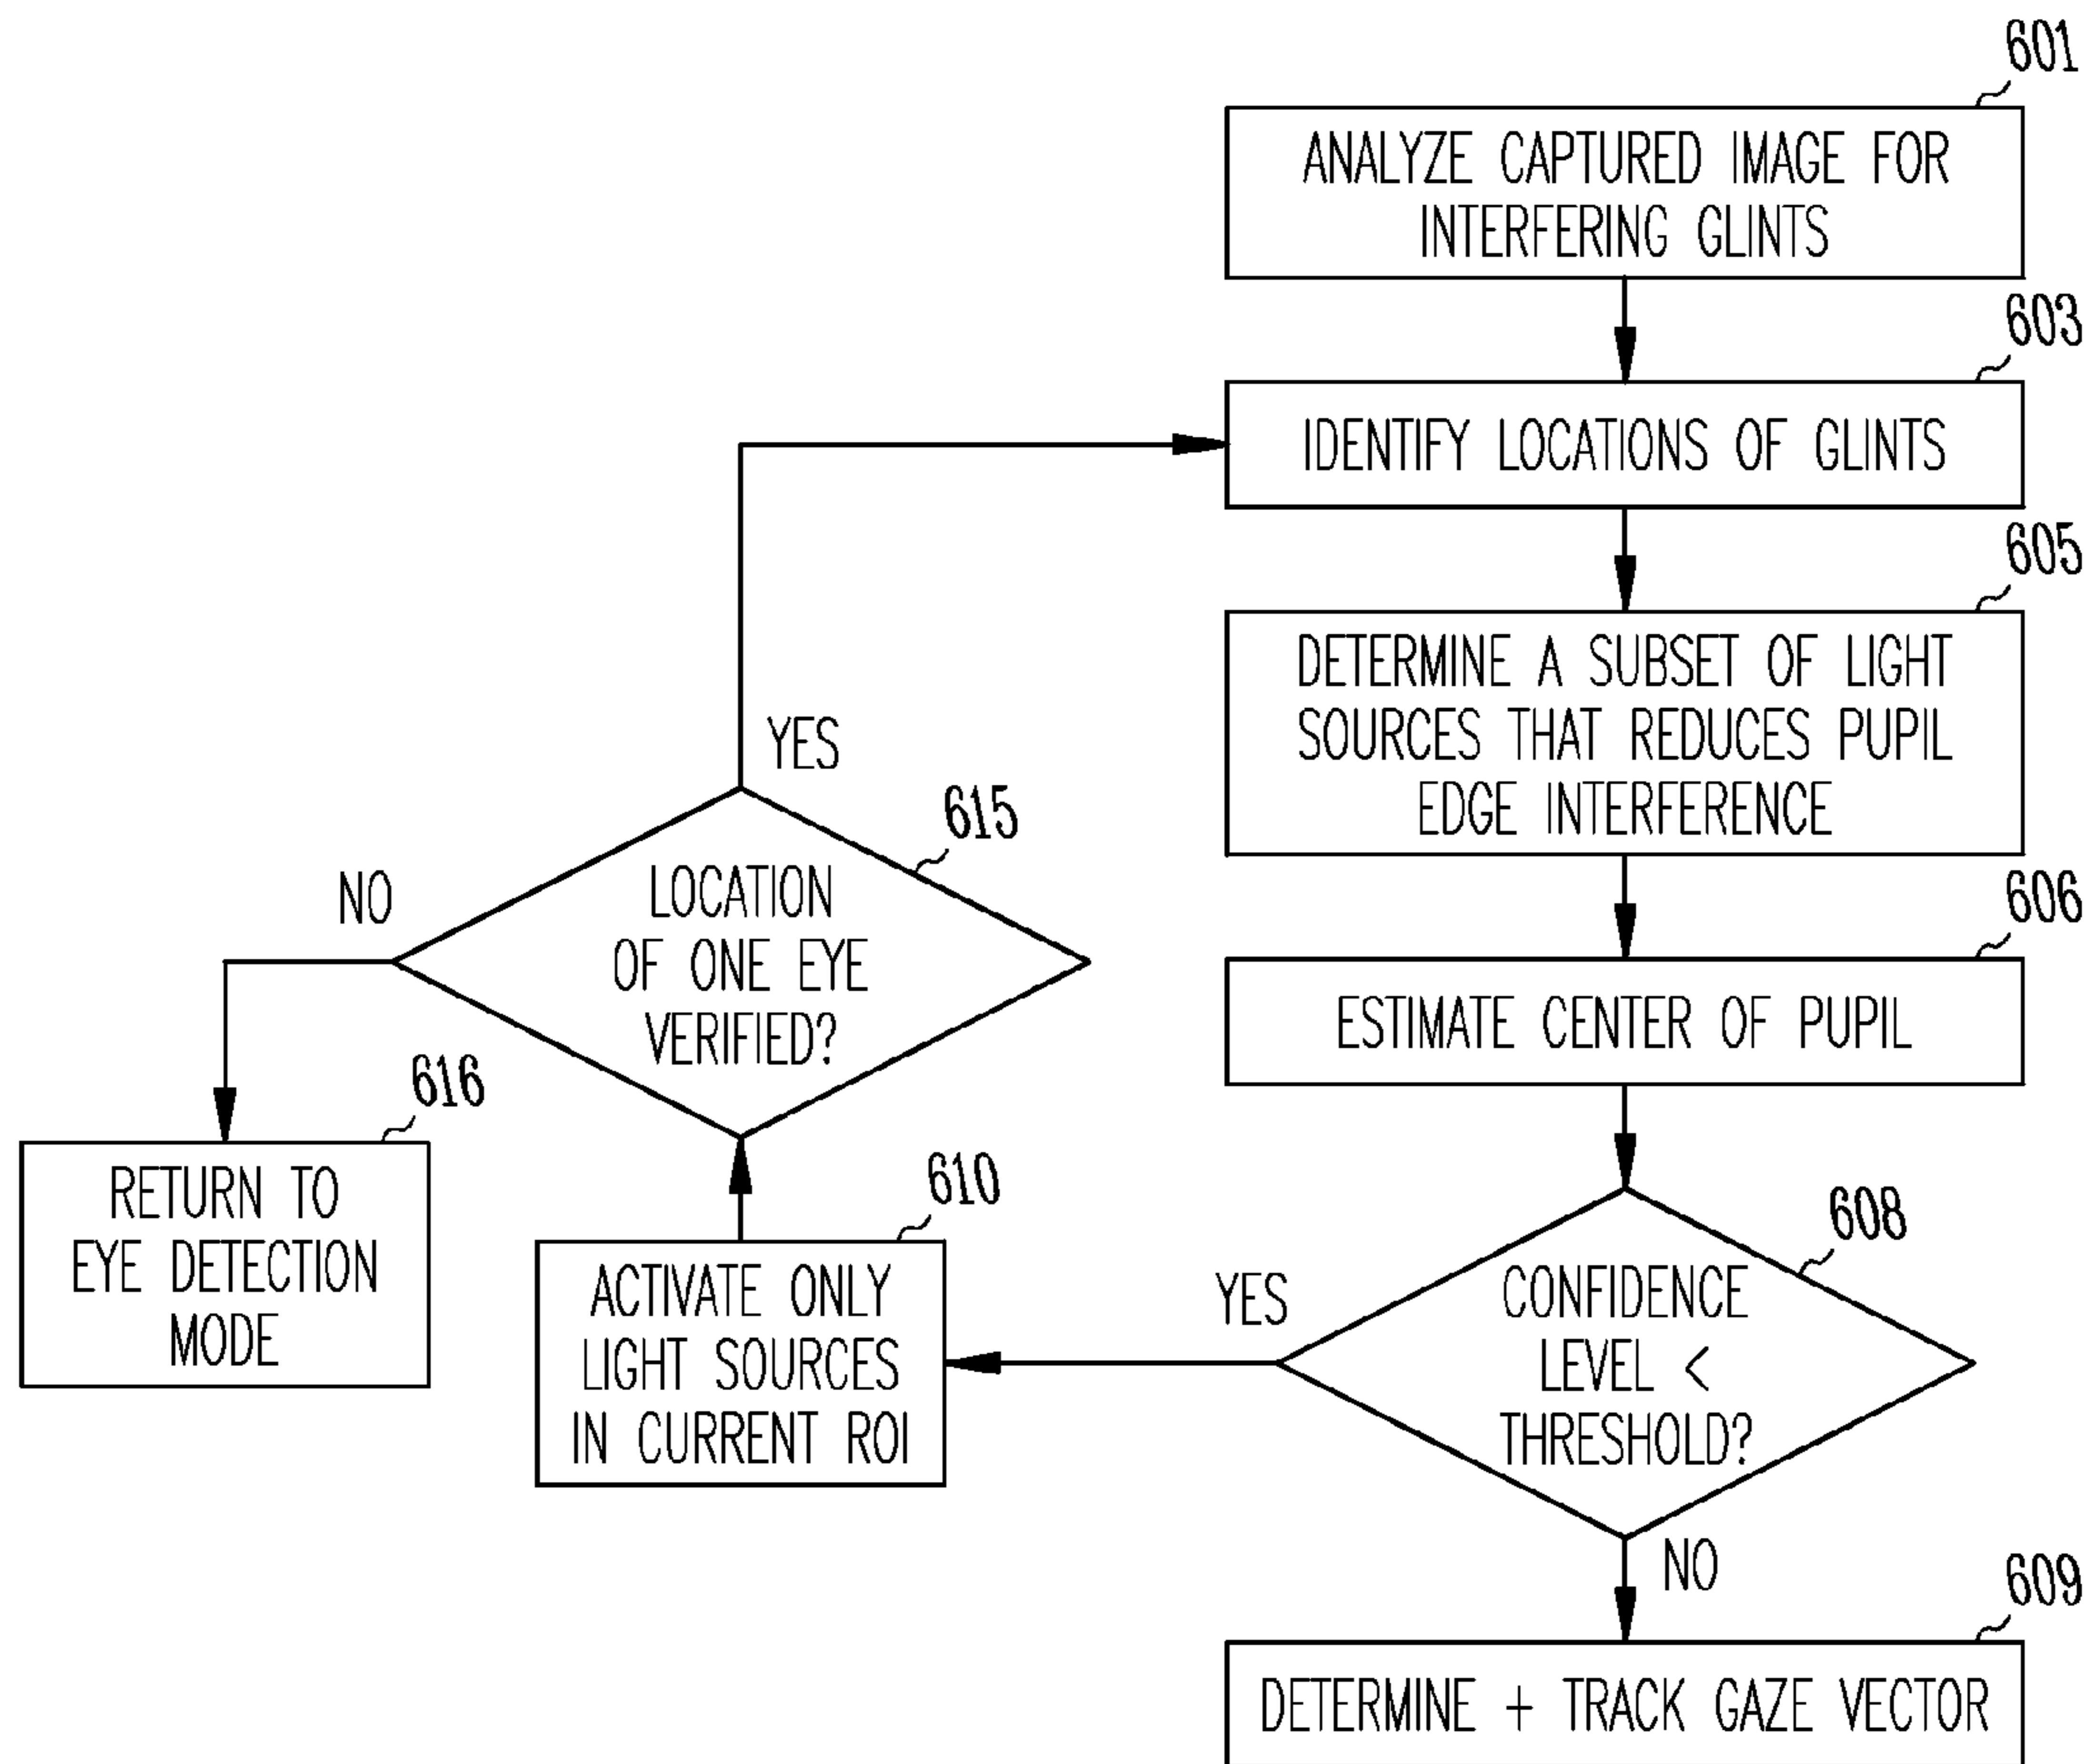 601
ANALYZE CAPTURED IMAGE FOR
INTERFERING GLINTS
603
IDENTIFY LOCATIONS OF GLINTS
605
DETERMINE A SUBSET OF LIGHT
SOURCES THAT REDUCES PUPIL
EDGE INTERFERENCE
606
ESTIMATE CENTER OF PUPIL
608
CONFIDENCE
LEVEL <
THRESHOLD?
YES
NO
609
DETERMINE + TRACK GAZE VECTOR
610
ACTIVATE ONLY
LIGHT SOURCES
IN CURRENT ROI
615
LOCATION
OF ONE EYE
VERIFIED?
YES
NO
616
RETURN TO
EYE DETECTION
MODE